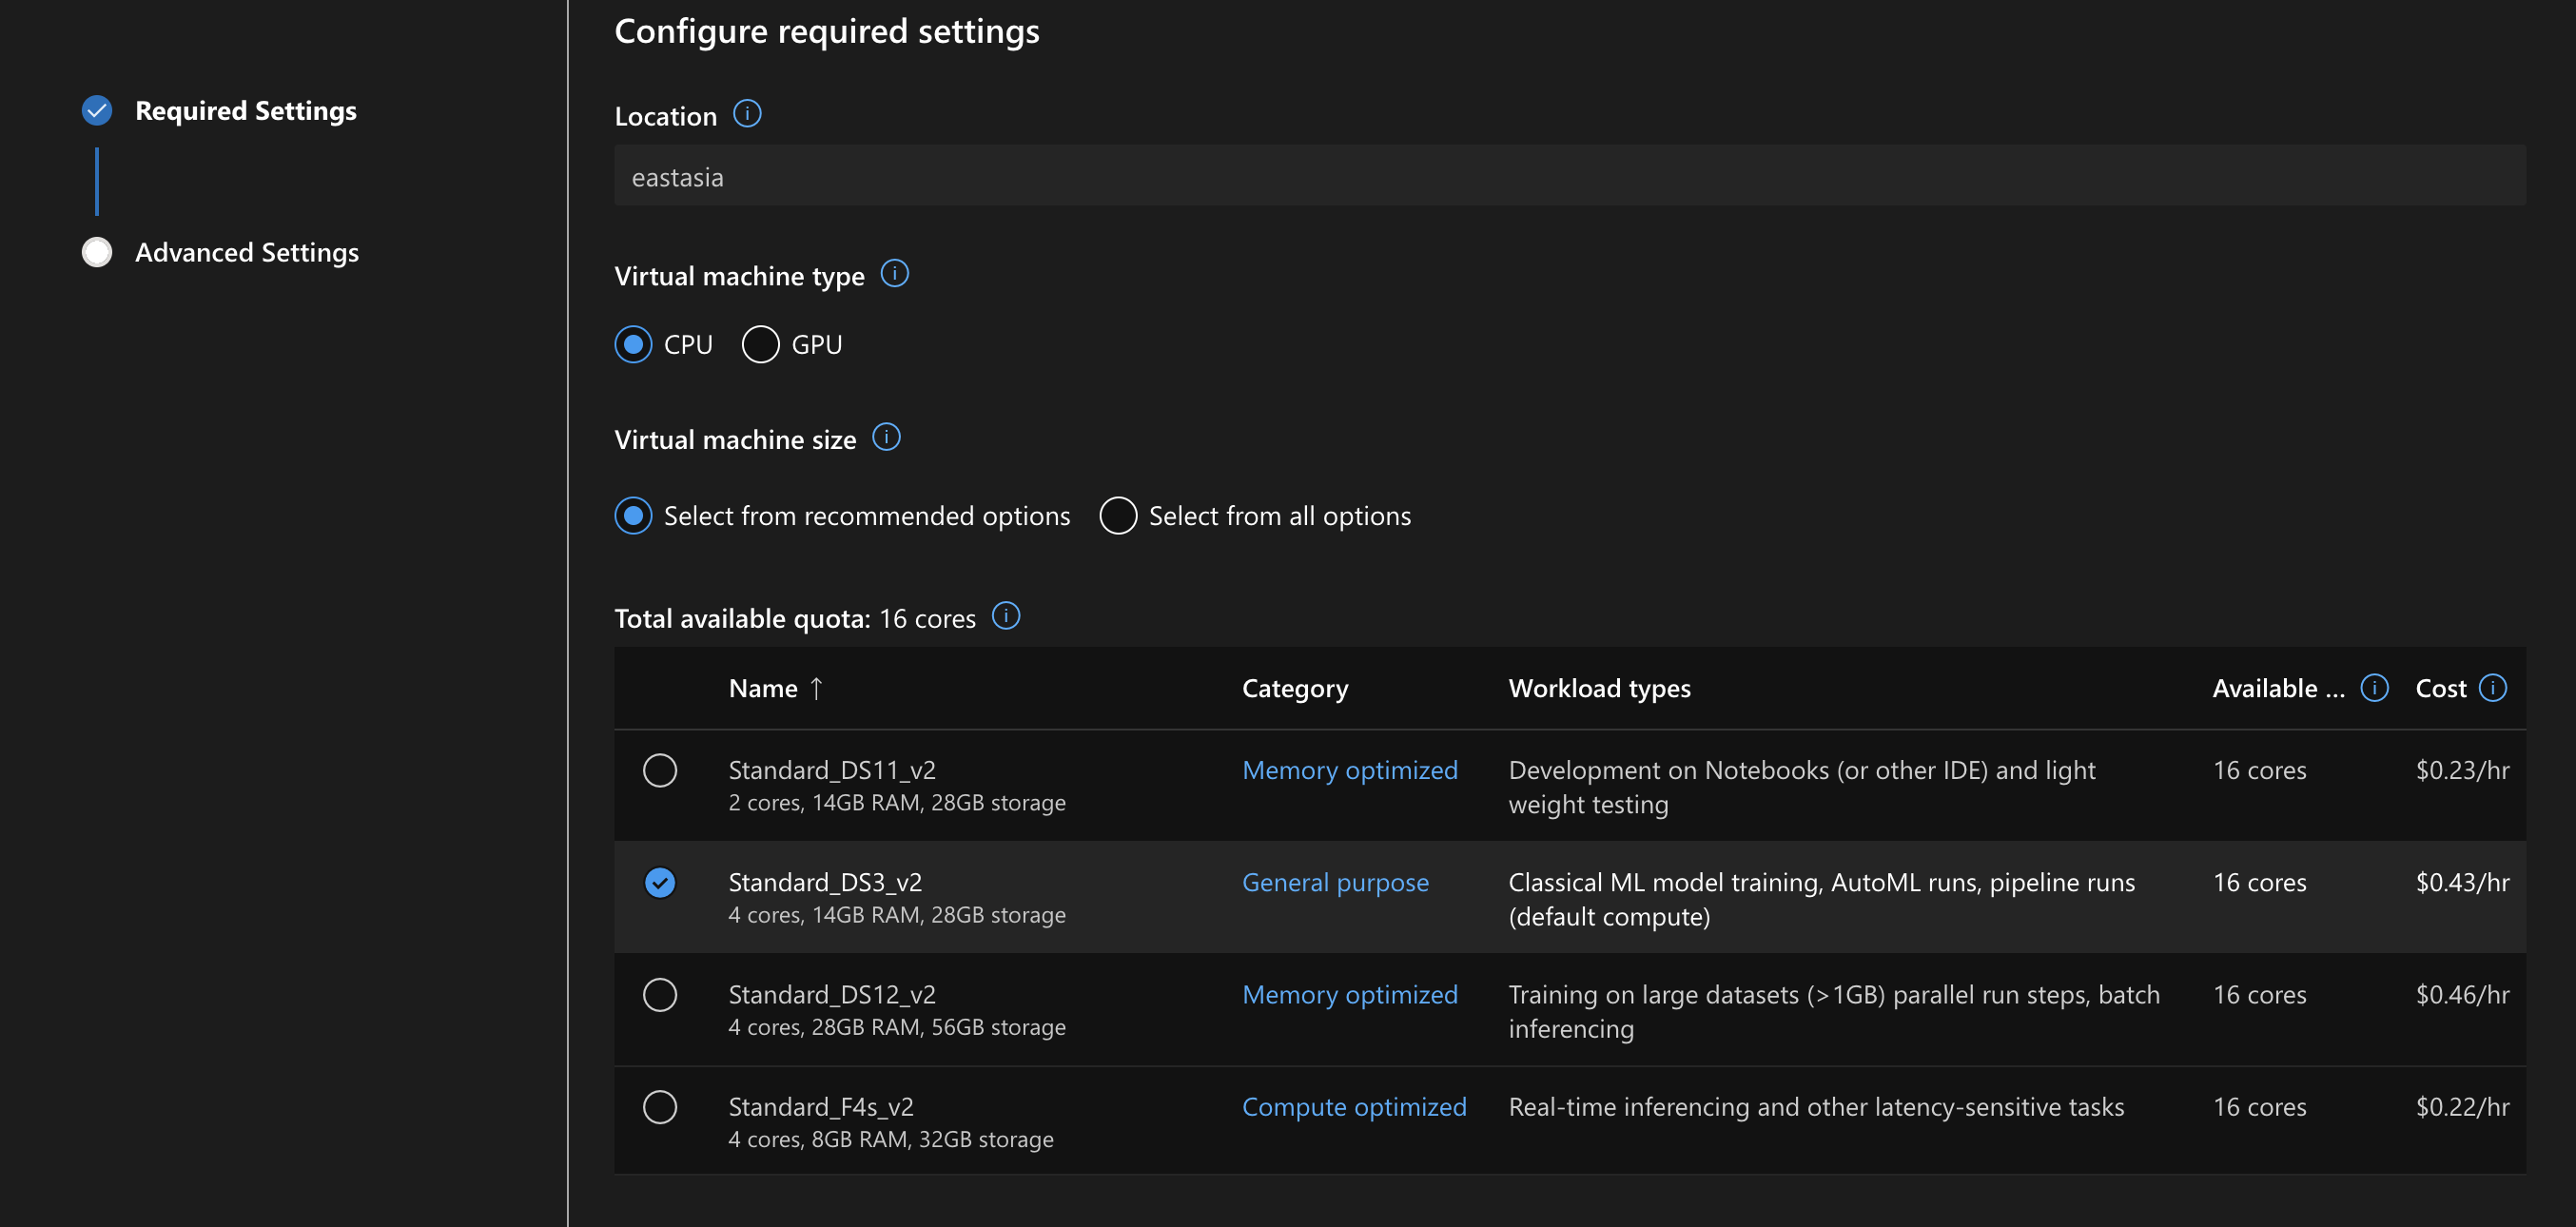 Configure required settings
Required Settings
Advanced Settings
Location
eastasia
Virtual machine type
CPU GPU
Virtual machine size
Select from recommended options Select from all options
Total available quota: 16 cores
Name ↑ Category Workload types Available ... Cost
Standard_DS11_v2 Memory optimized Development on Notebooks (or other IDE) and light 16 cores $0.23/hr
2 cores, 14GB RAM, 28GB storage weight testing
Standard_DS3_v2 General purpose Classical ML model training, AutoML runs, pipeline runs 16 cores $0.43/hr
4 cores, 14GB RAM, 28GB storage (default compute)
Standard_DS12_v2 Memory optimized Training on large datasets (>1GB) parallel run steps, batch 16 cores $0.46/hr
4 cores, 28GB RAM, 56GB storage inferencing
Standard_F4s_v2 Compute optimized Real-time inferencing and other latency-sensitive tasks 16 cores $0.22/hr
4 cores, 8GB RAM, 32GB storage